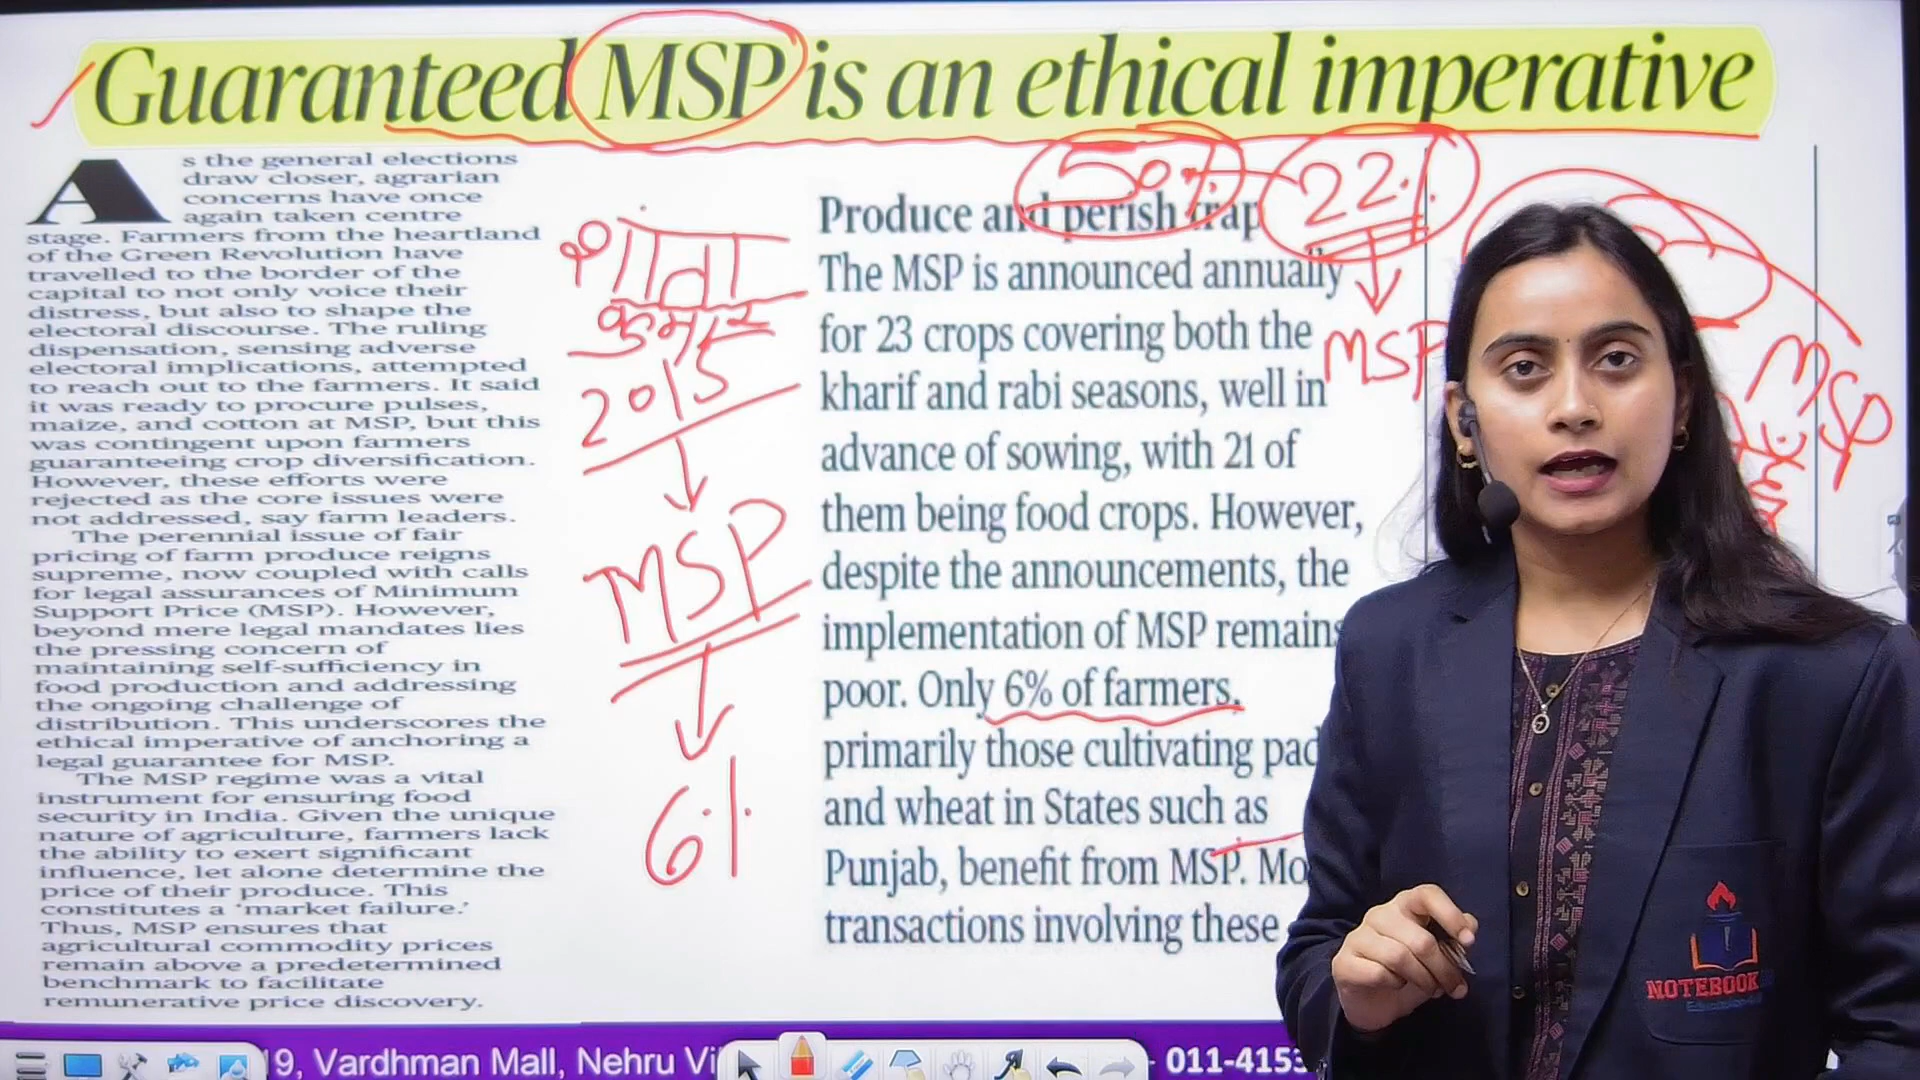 Guaranteed MSP is an ethical imperative
As the general elections
draw closer, agrarian
concerns have once
again taken centre
stage. Farmers from the heartland
of the Green Revolution have
travelled to the border of the
capital to not only voice their
distress, but also to shape the
electoral discourse. The ruling
dispensation, sensing adverse
electoral implications, attempted
to reach out to the farmers. It said
it was ready to procure pulses,
maize, and cotton at MSP, but this
was contingent upon farmers
guaranteeing crop diversification.
However, these efforts were
rejected as the core issues were
not addressed, say farm leaders.
The perennial issue of fair
pricing of farm produce reigns
supreme, now coupled with calls
for legal assurances of Minimum
Support Price (MSP). However,
beyond mere legal mandates lies
the pressing concern of
maintaining self-sufficiency in
food production and addressing
the ongoing challenge of
distribution. This underscores the
ethical imperative of anchoring a
legal guarantee for MSP.
The MSP regime was a vital
instrument for ensuring food
security in India. Given the unique
nature of agriculture, farmers lack
the ability to exert significant
influence, let alone determine the
price of their produce. This
constitutes a 'market failure.'
Thus, MSP ensures that
agricultural commodity prices
remain above a predetermined
benchmark to facilitate
remunerative price discovery.
शांता
कुमार
2015
MSP
6%
50% 22%
MSP
MSP
Produce and perish trap
The MSP is announced annually
for 23 crops covering both the
kharif and rabi seasons, well in
advance of sowing, with 21 of
them being food crops. However,
despite the announcements, the
implementation of MSP remains
poor. Only 6% of farmers,
primarily those cultivating pad
and wheat in States such as
Punjab, benefit from MSP. Mo
transactions involving these
NOTEBOOK
19, Vardhman Mall, Nehru Vi
011-4153